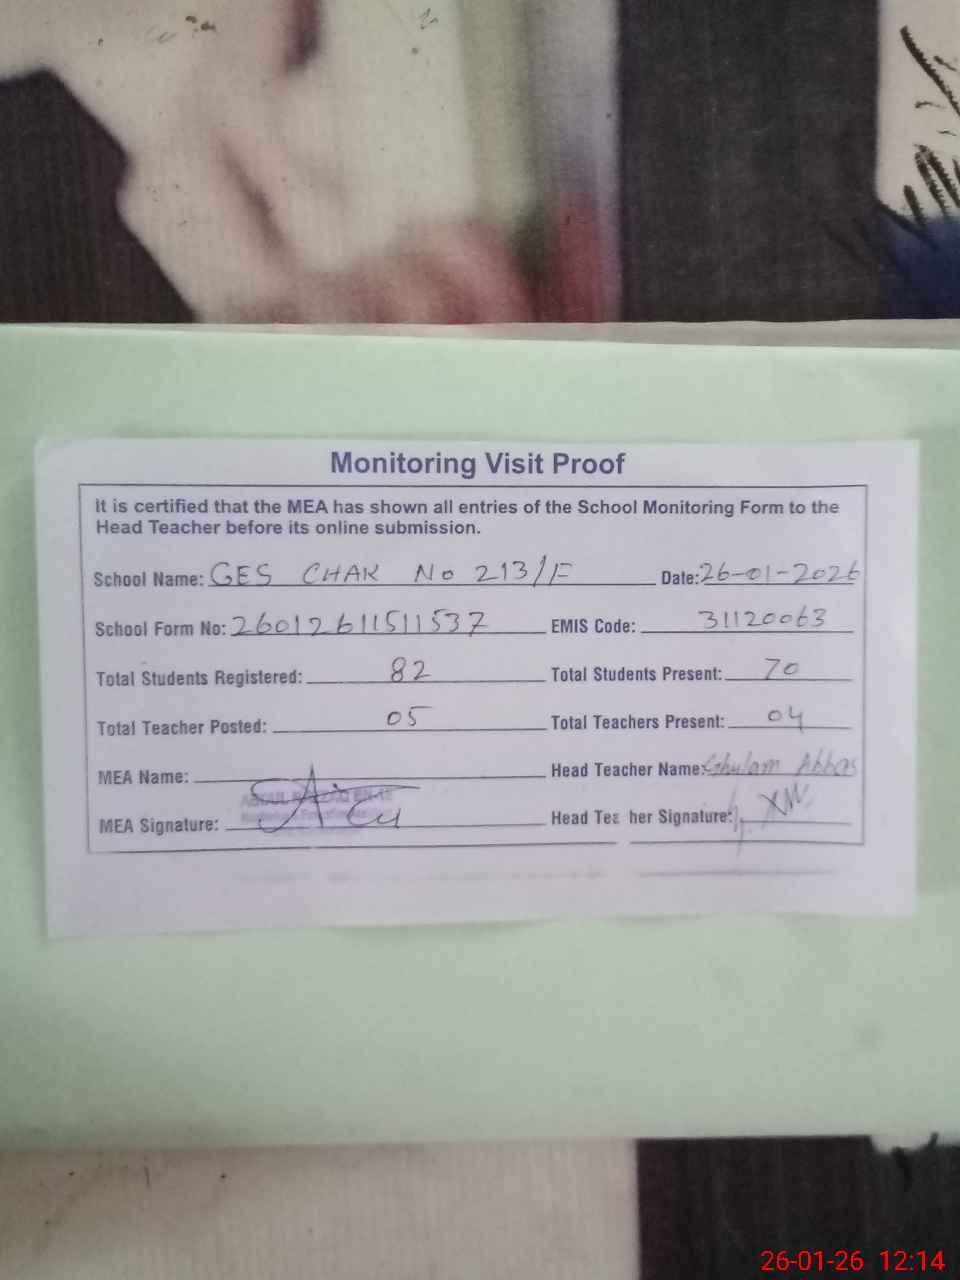 Monitoring Visit Proof
It is certified that the MEA has shown all entries of the School Monitoring Form to the
Head Teacher before its online submission.
School Name: GES CHAK No 213/F Date: 26-01-2026
School Form No: 26012611511537 EMIS Code: 31120063
Total Students Registered: 82 Total Students Present: 70
Total Teacher Posted: 05 Total Teachers Present: 04
MEA Name: Head Teacher Name: Ghulam Abbas
MEA Signature: Head Teacher Signature:
26-01-26 12:14